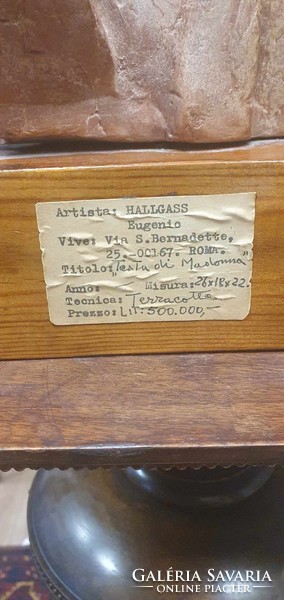 Artista: HALLGASS
Eugenio
Vive: Via S.Bernadette,
25.-00167. ROMA.-
Titolo: "Testa di Madonna"
Anno: Misura: 26x18x22.
Tecnica: Terracotta
Prezzo: LIT: 500.000,-
GALÉRIA SAVARIA
ONLINE PIACTÉR